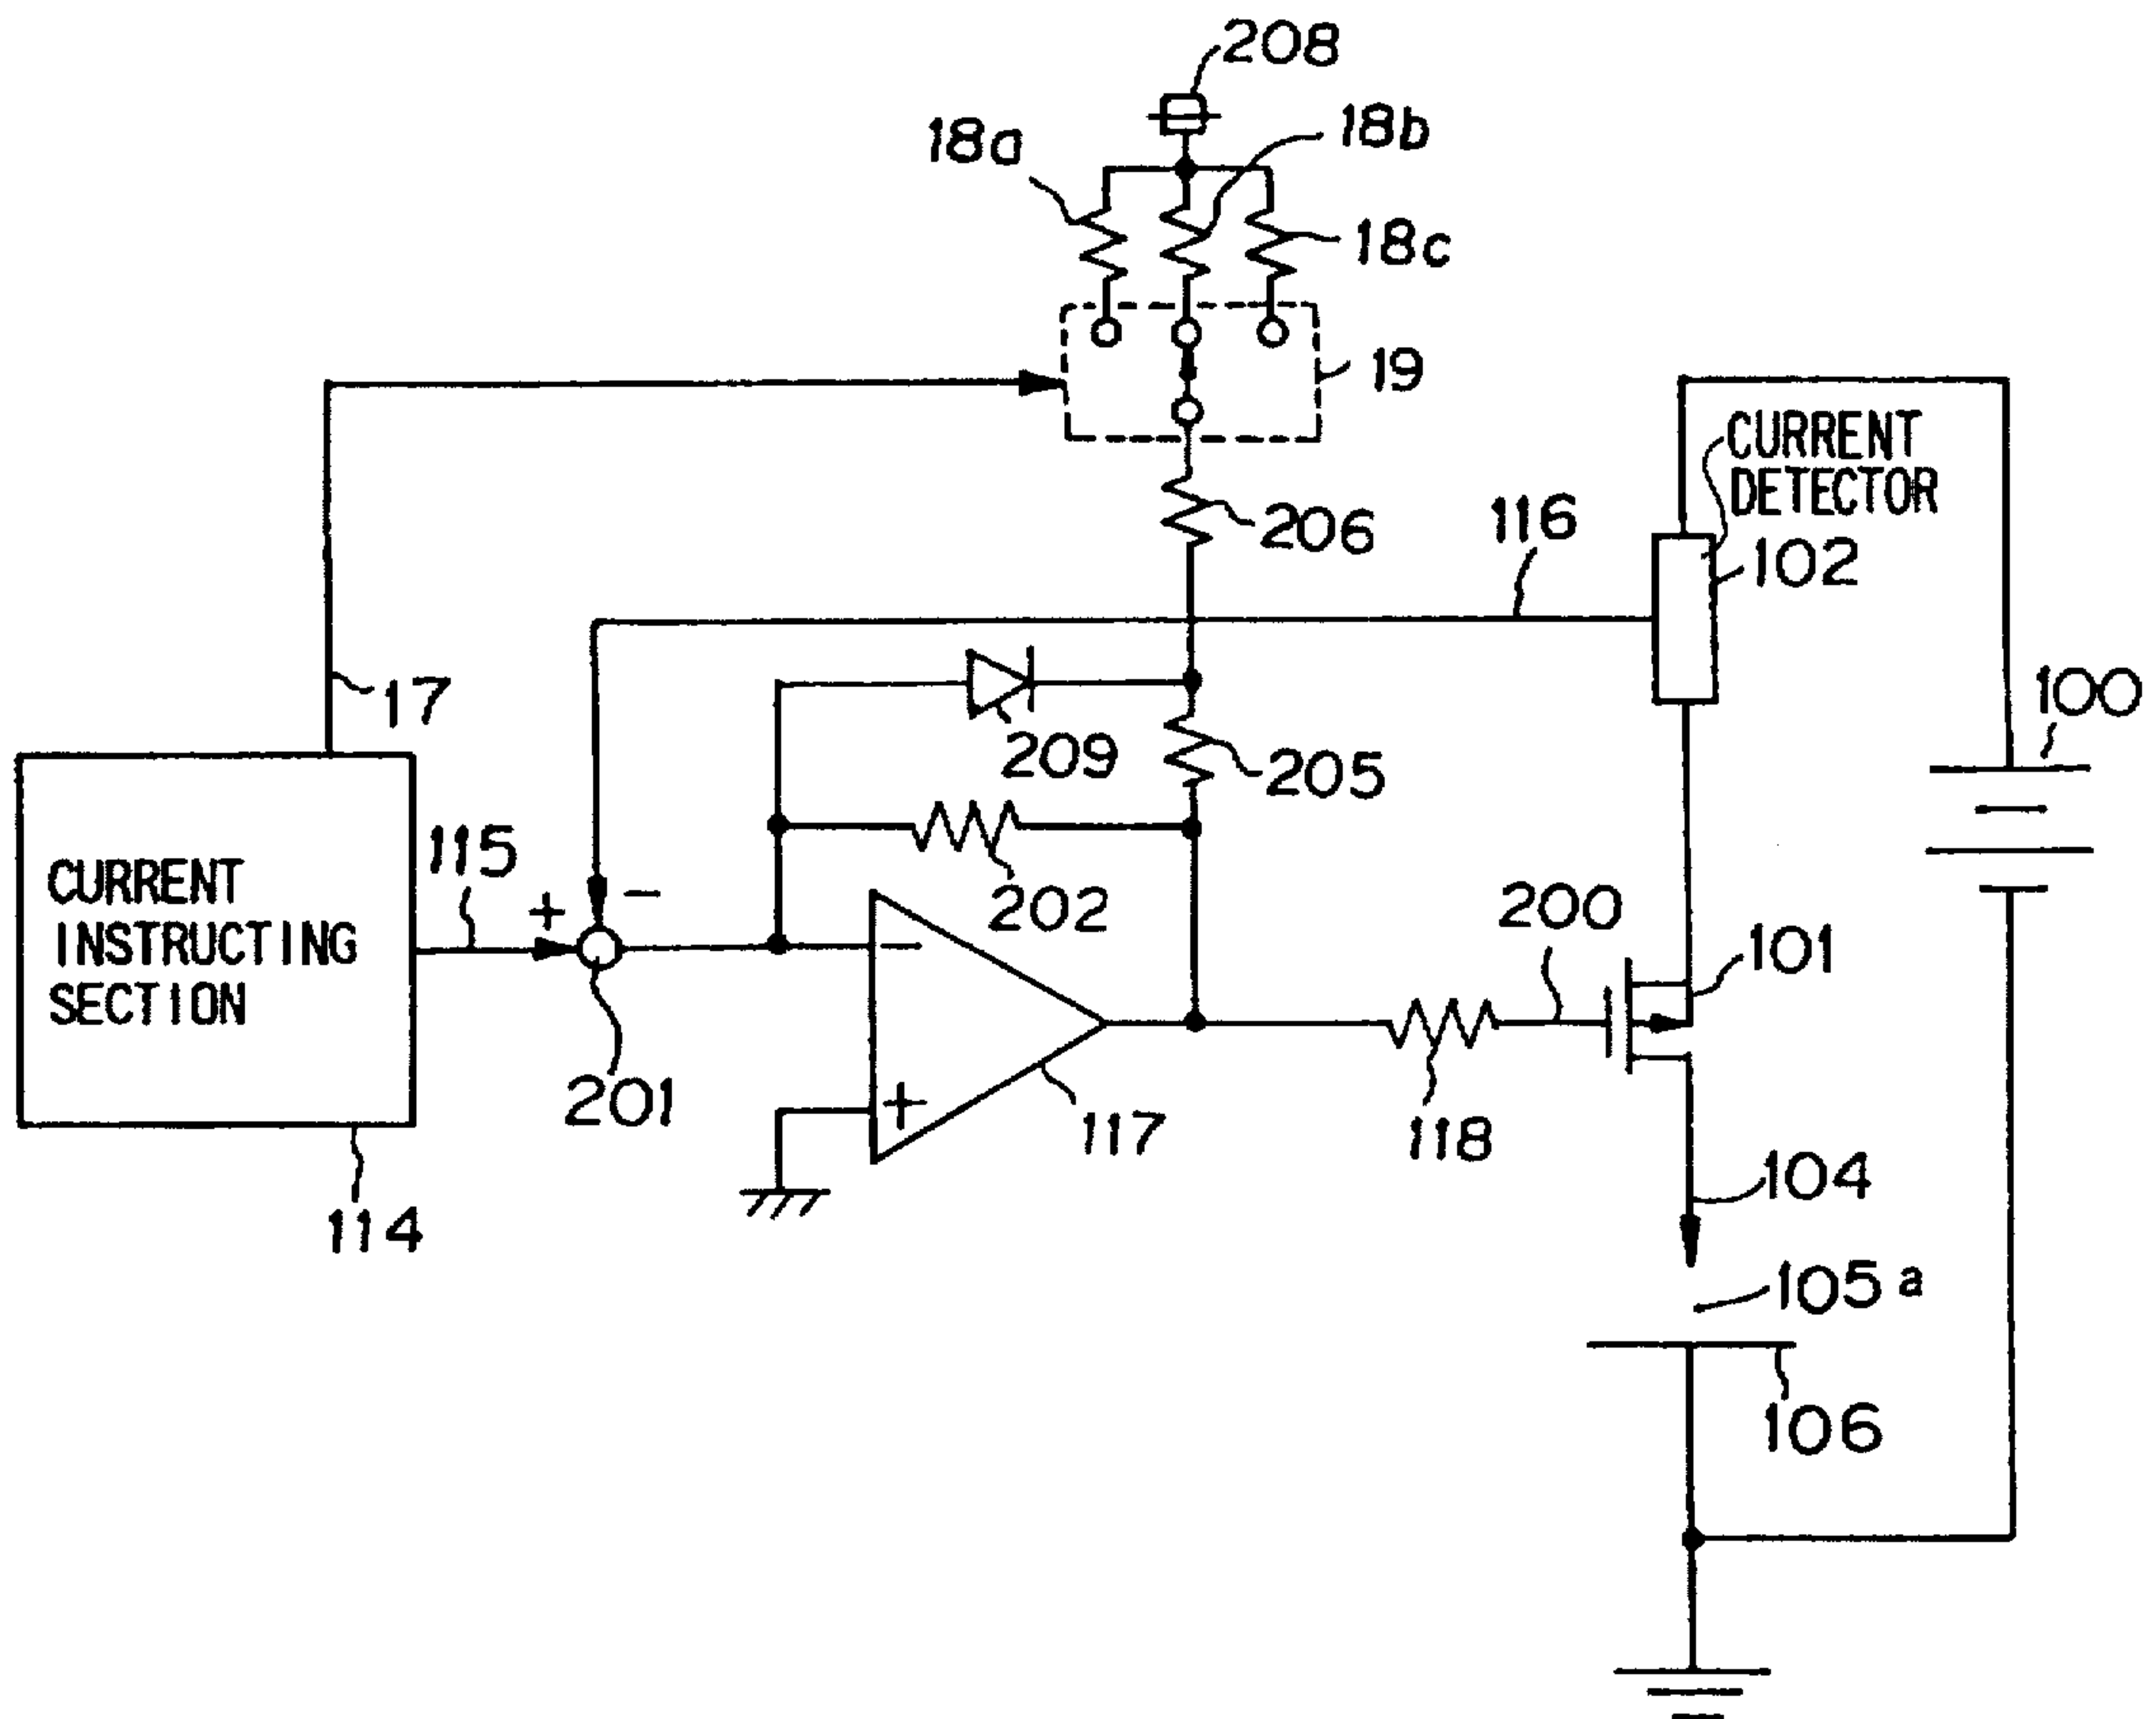 208
18a
18b
18c
19
CURRENT
DETECTOR
206
116
102
17
100
209
205
115
CURRENT
INSTRUCTING
SECTION
+
−
202
200
101
−
201
+
117
118
104
114
105a
106